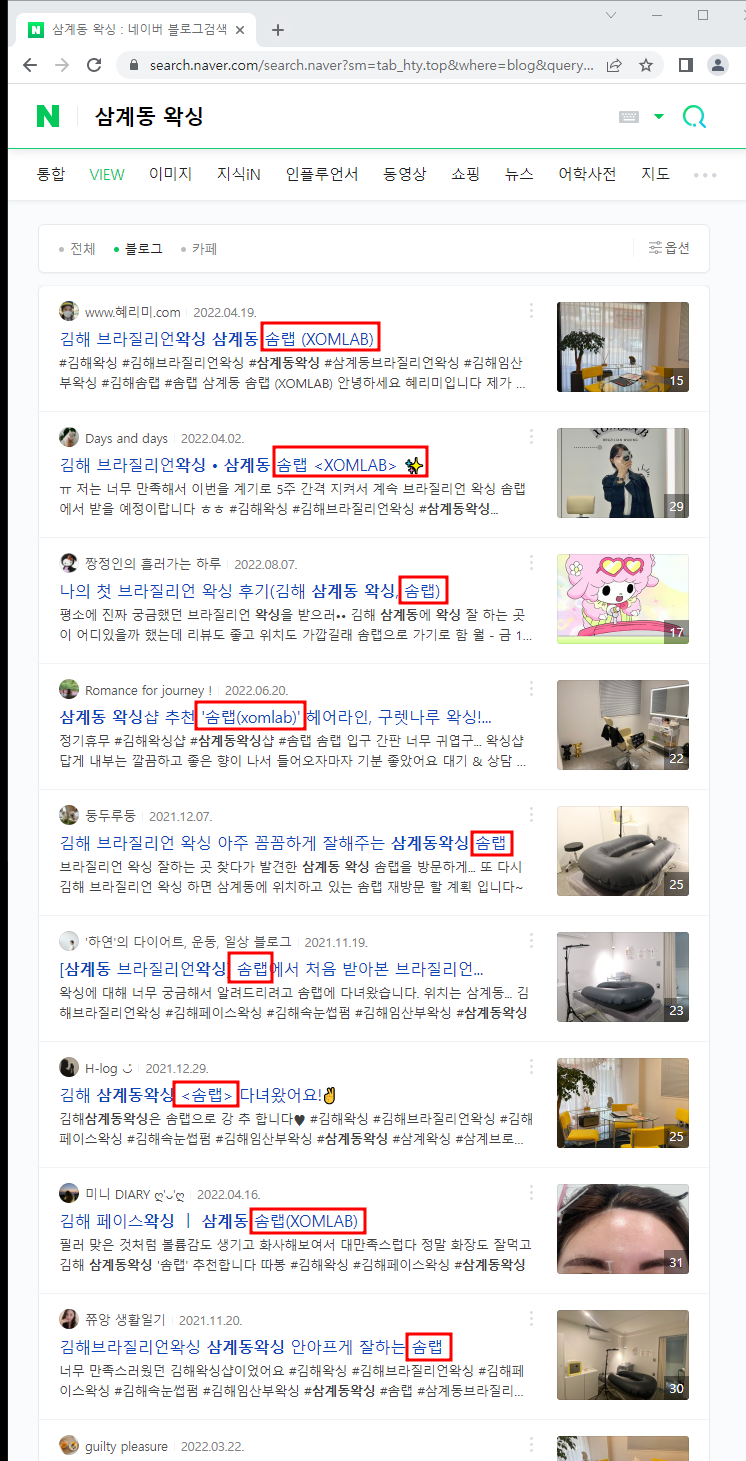 삼계동 왁싱 : 네이버 블로그검색
search.naver.com/search.naver?sm=tab_hty.top&where=blog&query...
N 삼계동 왁싱
통합 VIEW 이미지 지식iN 인플루언서 동영상 쇼핑 뉴스 어학사전 지도
전체 블로그 카페 옵션
www.혜리미.com 2022.04.19.
김해 브라질리언왁싱 삼계동 솜랩 (XOMLAB)
#김해왁싱 #김해브라질리언왁싱 #삼계동왁싱 #삼계동브라질리언왁싱 #김해임산
부왁싱 #김해솜랩 #솜랩 삼계동 솜랩 (XOMLAB) 안녕하세요 혜리미입니다 제가 ...
15
Days and days 2022.04.02.
김해 브라질리언왁싱 • 삼계동 솜랩 <XOMLAB> ✨
ㅠ 저는 너무 만족해서 이번을 계기로 5주 간격 지켜서 계속 브라질리언 왁싱 솜랩
에서 받을 예정이랍니다 ㅎㅎ #김해왁싱 #김해브라질리언왁싱 #삼계동왁싱...
29
짱정인의 흘러가는 하루 2022.08.07.
나의 첫 브라질리언 왁싱 후기(김해 삼계동 왁싱, 솜랩)
평소에 진짜 궁금했던 브라질리언 왁싱을 받으러•• 김해 삼계동에 왁싱 잘 하는 곳
이 어디있을까 했는데 리뷰도 좋고 위치도 가깝길래 솜랩으로 가기로 함 월 - 금 1...
17
Romance for journey ! 2022.06.20.
삼계동 왁싱샵 추천 '솜랩(xomlab)' 헤어라인, 구렛나루 왁싱!...
정기휴무 #김해왁싱샵 #삼계동왁싱샵 #솜랩 솜랩 입구 간판 너무 귀엽구... 왁싱샵
답게 내부는 깔끔하고 좋은 향이 나서 들어오자마자 기분 좋았어요 대기 & 상담 ...
22
둥두루둥 2021.12.07.
김해 브라질리언 왁싱 아주 꼼꼼하게 잘해주는 삼계동왁싱 솜랩
브라질리언 왁싱 잘하는 곳 찾다가 발견한 삼계동 왁싱 솜랩을 방문하게... 또 다시
김해 브라질리언 왁싱 하면 삼계동에 위치하고 있는 솜랩 재방문 할 계획 입니다~
25
'하연'의 다이어트, 운동, 일상 블로그 2021.11.19.
[삼계동 브라질리언왁싱] 솜랩에서 처음 받아본 브라질리언...
왁싱에 대해 너무 궁금해서 알려드리려고 솜랩에 다녀왔습니다. 위치는 삼계동... 김
해브라질리언왁싱 #김해페이스왁싱 #김해속눈썹펌 #김해임산부왁싱 #삼계동왁싱
23
H-log 2021.12.29.
김해 삼계동왁싱 <솜랩> 다녀왔어요!✌
김해삼계동왁싱은 솜랩으로 강 추 합니다♥ #김해왁싱 #김해브라질리언왁싱 #김해
페이스왁싱 #김해속눈썹펌 #김해임산부왁싱 #삼계동왁싱 #삼계왁싱 #삼계브로...
25
미니 DIARY ღ'ᴗ'ღ 2022.04.16.
김해 페이스왁싱 ㅣ 삼계동 솜랩(XOMLAB)
필러 맞은 것처럼 볼륨감도 생기고 화사해보여서 대만족스럽다 정말 화장도 잘먹고
김해 삼계동왁싱 '솜랩' 추천합니다 따봉 #김해왁싱 #김해페이스왁싱 #삼계동왁싱
31
쮸앙 생활일기 2021.11.20.
김해브라질리언왁싱 삼계동왁싱 안아프게 잘하는 솜랩
너무 만족스러웠던 김해왁싱샵이었어요 #김해왁싱 #김해브라질리언왁싱 #김해페
이스왁싱 #김해속눈썹펌 #김해임산부왁싱 #삼계동왁싱 #솜랩 #삼계동브라질리...
30
guilty pleasure 2022.03.22.